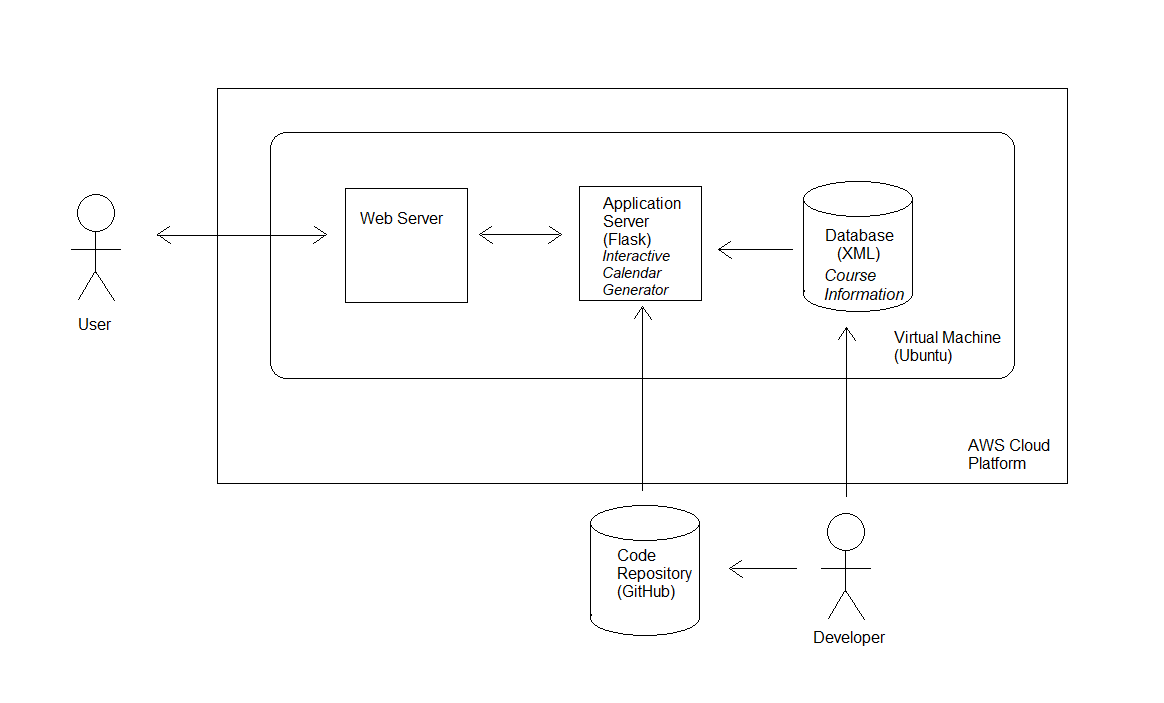 Web Server
Application
Server
(Flask)
Interactive
Calendar
Generator
Database
(XML)
Course
Information
User
Virtual Machine
(Ubuntu)
AWS Cloud
Platform
Code
Repository
(GitHub)
Developer